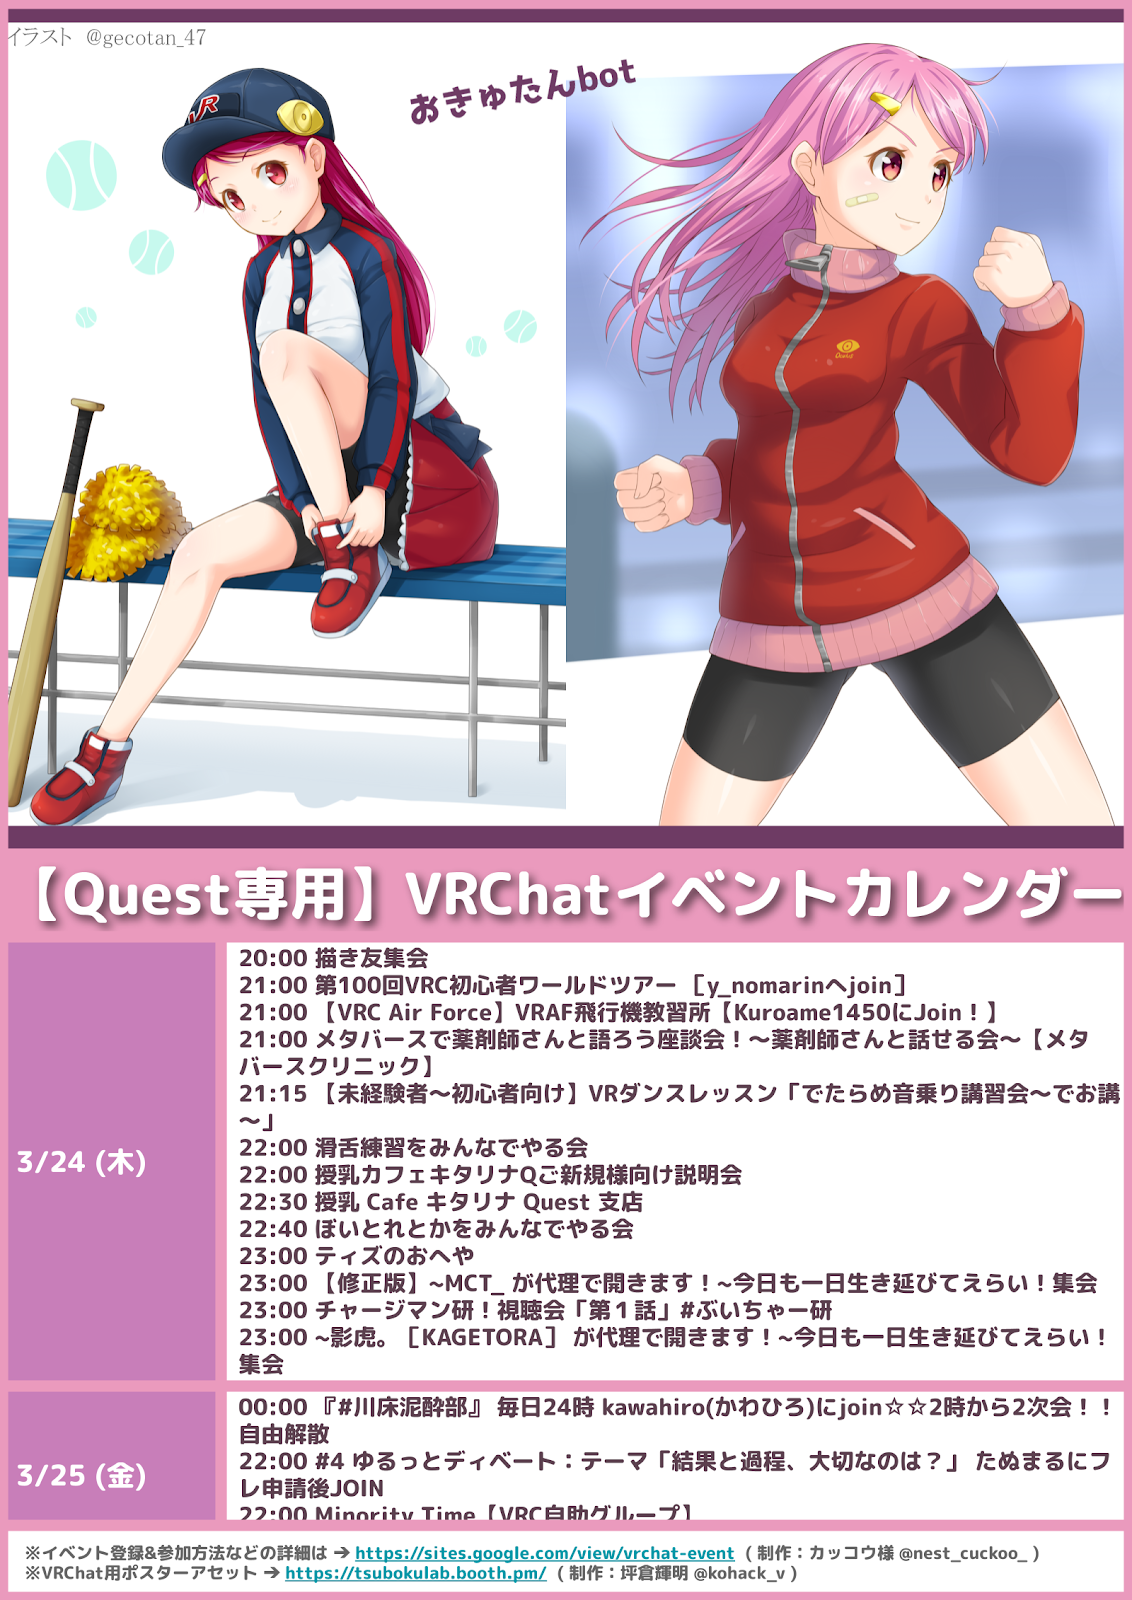 イラスト @gecotan_47
おきゅたんbot
VR
Quest
【Quest専用】VRChatイベントカレンダー
3/24 (木)
20:00 描き友集会
21:00 第100回VRC初心者ワールドツアー ［y_nomarinへjoin］
21:00 【VRC Air Force】VRAF飛行機教習所【Kuroame1450にJoin！】
21:00 メタバースで薬剤師さんと語ろう座談会！～薬剤師さんと話せる会～【メタ
バースクリニック】
21:15 【未経験者～初心者向け】VRダンスレッスン「でたらめ音乗り講習会～でお講
～」
22:00 滑舌練習をみんなでやる会
22:00 授乳カフェキタリナQご新規様向け説明会
22:30 授乳 Cafe キタリナ Quest 支店
22:40 ぼいとれとかをみんなでやる会
23:00 ティズのおへや
23:00 【修正版】~MCT_ が代理で開きます！~今日も一日生き延びてえらい！集会
23:00 チャージマン研！視聴会「第１話」#ぶいちゃー研
23:00 ~影虎。［KAGETORA］ が代理で開きます！~今日も一日生き延びてえらい！
集会
3/25 (金)
00:00 『#川床泥酔部』 毎日24時 kawahiro(かわひろ)にjoin☆☆2時から2次会！！
自由解散
22:00 #4 ゆるっとディベート：テーマ「結果と過程、大切なのは？」 たぬまるにフ
レ申請後JOIN
22:00 Minority Time【VRC自助グループ】
※イベント登録&参加方法などの詳細は ➔ https://sites.google.com/view/vrchat-event ( 制作：カッコウ様 @nest_cuckoo_ )
※VRChat用ポスターアセット ➔ https://tsubokulab.booth.pm/ ( 制作：坪倉輝明 @kohack_v )